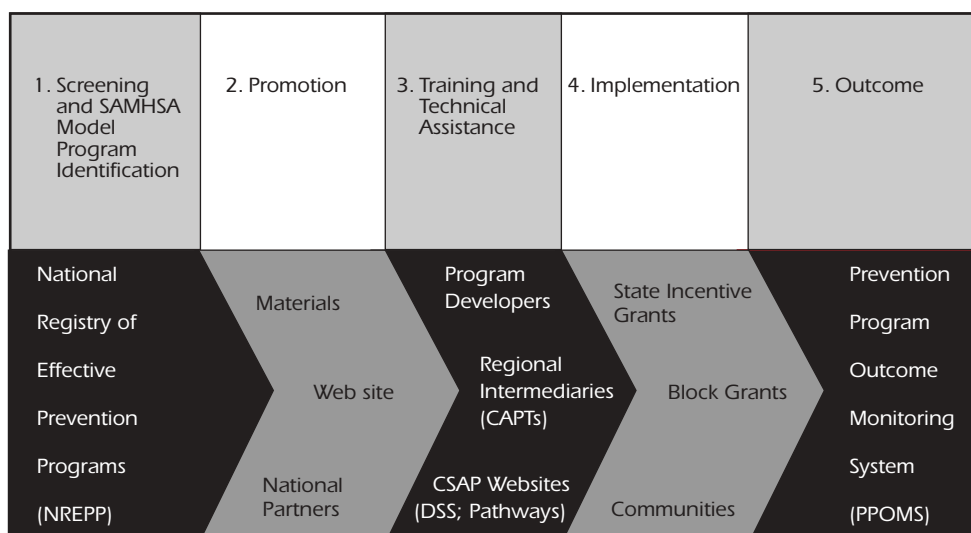 1. Screening
and SAMHSA
Model
Program
Identification
2. Promotion
3. Training and
Technical
Assistance
4. Implementation
5. Outcome
National
Registry of
Effective
Prevention
Programs
(NREPP)
Materials
Web site
National
Partners
Program
Developers
Regional
Intermediaries
(CAPTs)
CSAP Websites
(DSS; Pathways)
State Incentive
Grants
Block Grants
Communities
Prevention
Program
Outcome
Monitoring
System
(PPOMS)